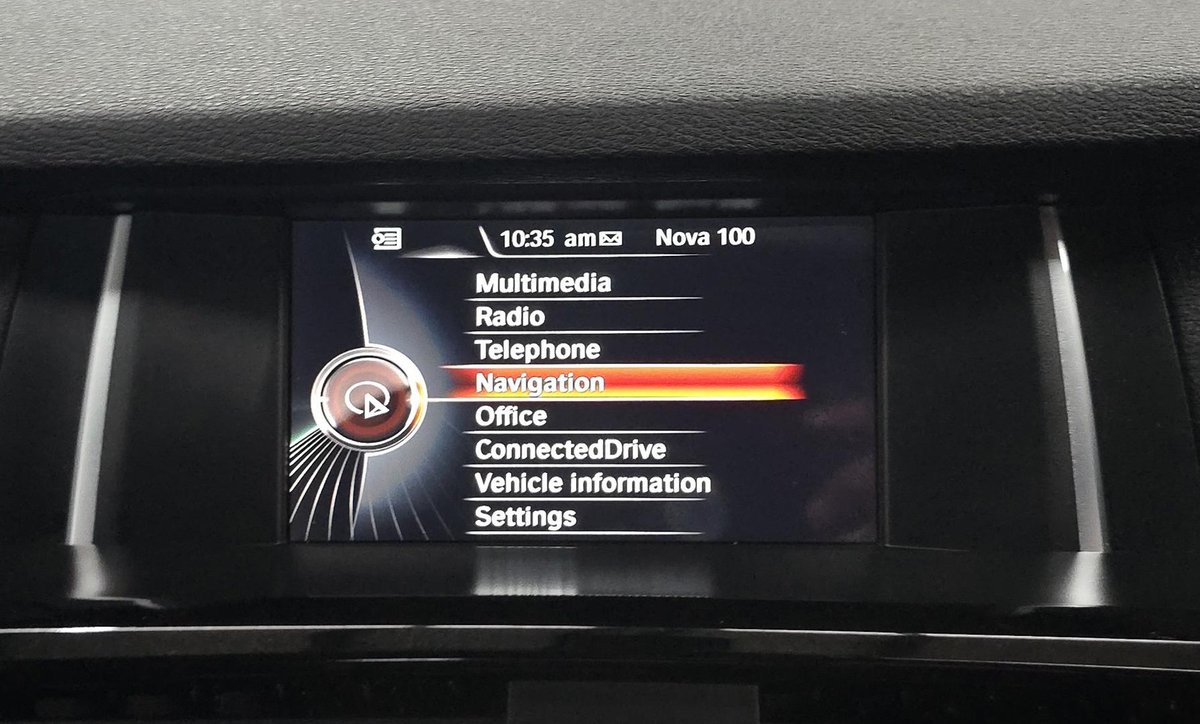 10:35 am Nova 100
Multimedia
Radio
Telephone
Navigation
Office
ConnectedDrive
Vehicle information
Settings